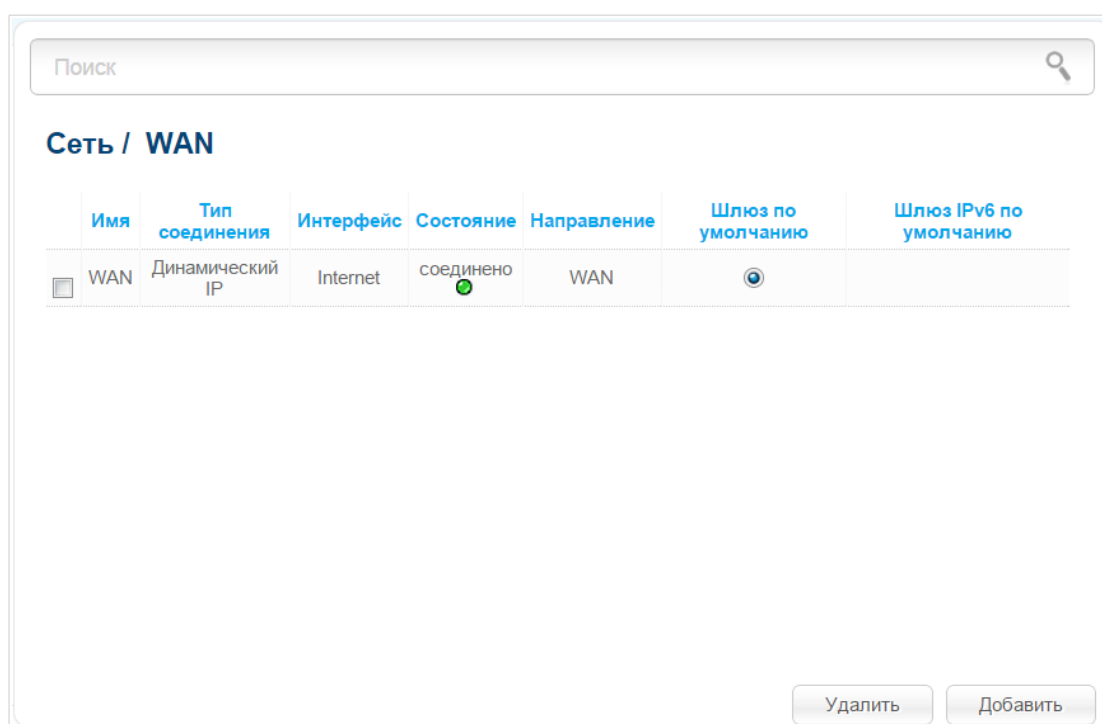 Поиск
Сеть / WAN
Имя Тип соединения Интерфейс Состояние Направление Шлюз по умолчанию Шлюз IPv6 по умолчанию
WAN Динамический IP Internet соединено WAN
Удалить Добавить